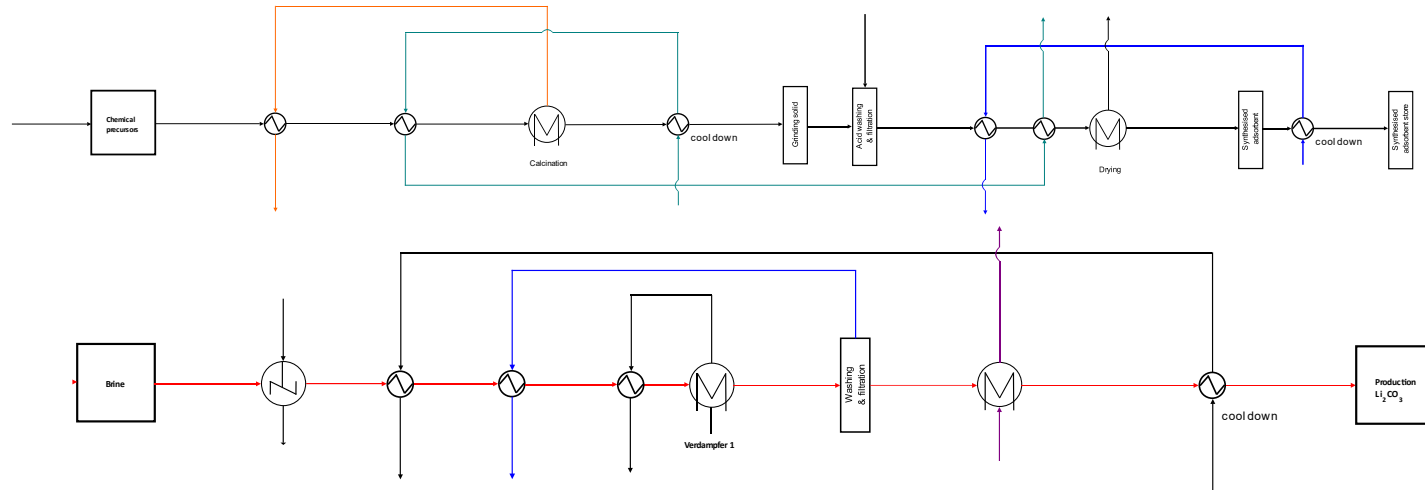 Chemical
precursors
Calcination
cool down
Grinding solid
Acid washing
& filtration
Drying
Synthesised
adsorbent
cool down
Synthesised
adsorbent store
Brine
Verdampfer 1
Washing
& filtration
cool down
Production
Li₂CO₃